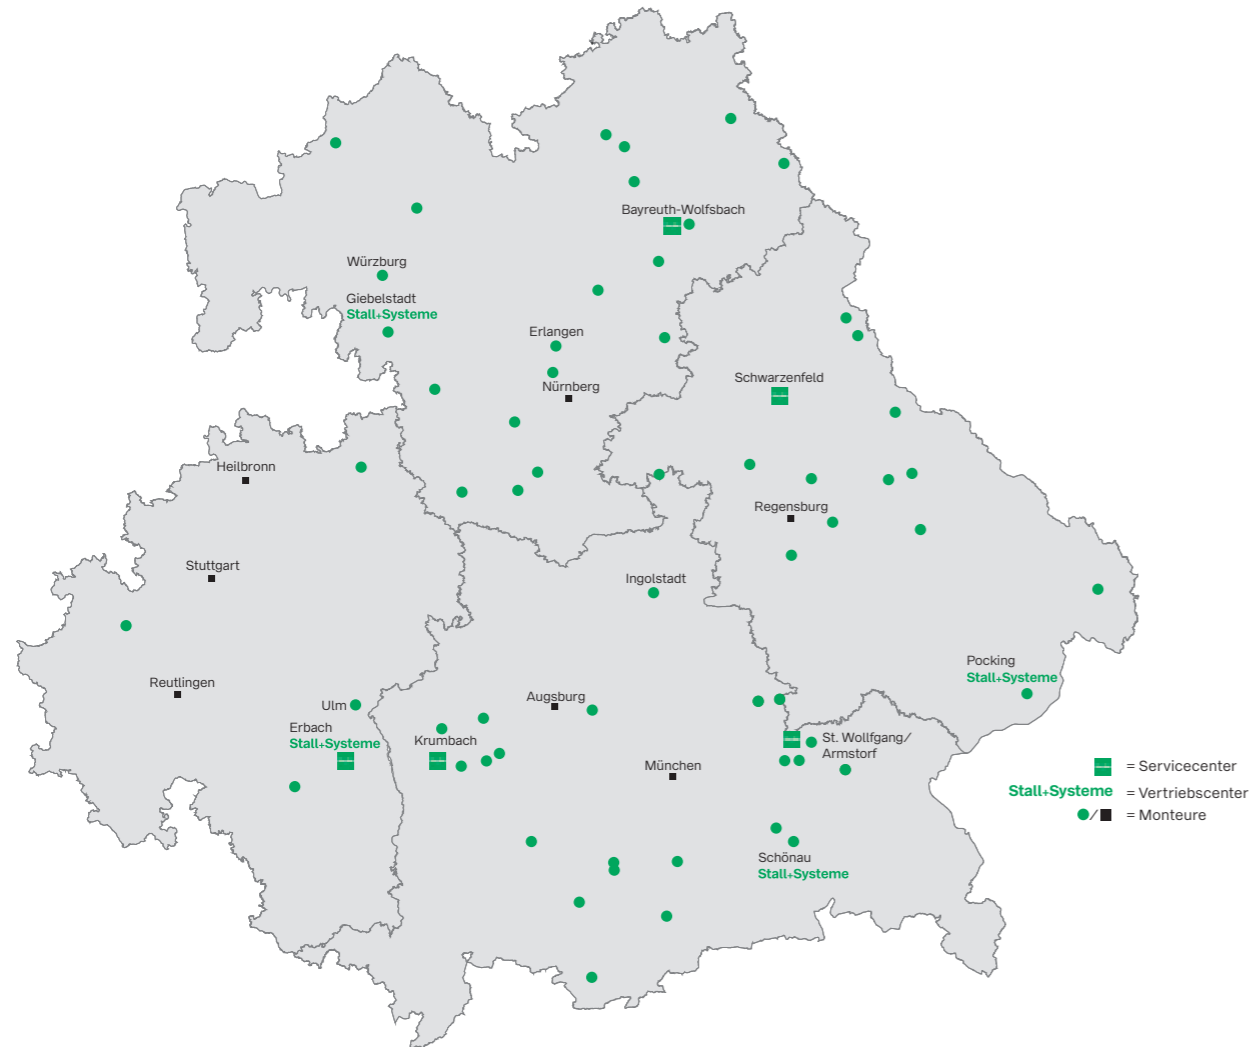 Bayreuth-Wolfsbach
Würzburg
Giebelstadt
Stall+Systeme
Erlangen
Nürnberg
Schwarzenfeld
Heilbronn
Regensburg
Stuttgart
Ingolstadt
Pocking
Stall+Systeme
Reutlingen
Ulm
Augsburg
Erbach
Stall+Systeme
Krumbach
St. Wollfgang/
Armstorf
München
= Servicecenter
Stall+Systeme = Vertriebscenter
/ = Monteure
Schönau
Stall+Systeme